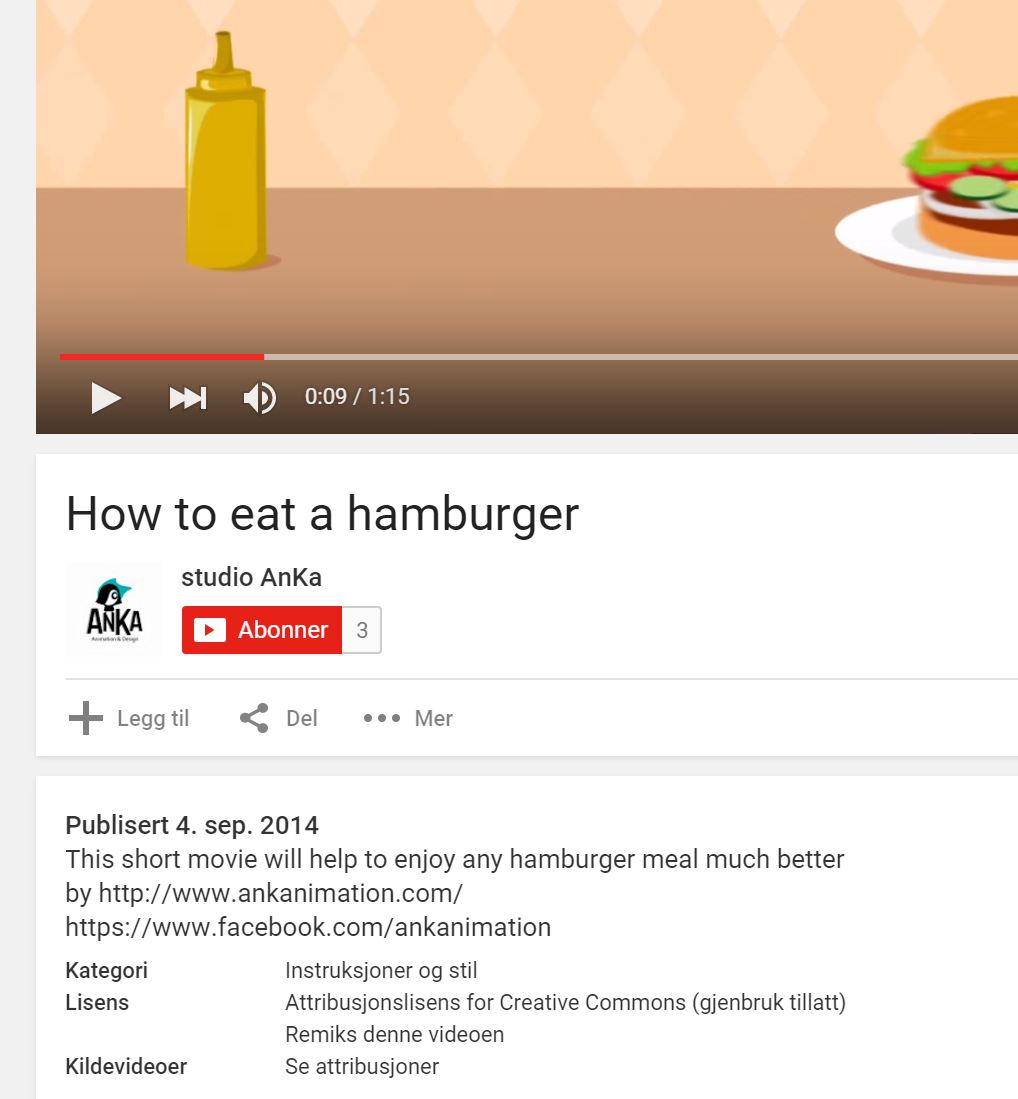 0:09 / 1:15
How to eat a hamburger
studio AnKa
ANKA
Animation & Design
Abonner 3
Legg til Del Mer
Publisert 4. sep. 2014
This short movie will help to enjoy any hamburger meal much better
by http://www.ankanimation.com/
https://www.facebook.com/ankanimation
Kategori Instruksjoner og stil
Lisens Attribusjonslisens for Creative Commons (gjenbruk tillatt)
Remiks denne videoen
Kildevideoer Se attribusjoner